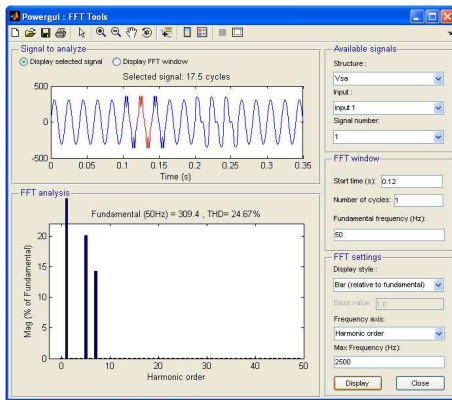 Powergui : FFT Tools
Signal to analyze
Display selected signal
Display FFT window
Selected signal: 17.5 cycles
500
0
-500
0
0.05
0.1
0.15
0.2
0.25
0.3
0.35
Time (s)
FFT analysis
Fundamental (50Hz) = 309.4 , THD= 24.67%
20
15
10
5
0
Mag (% of Fundamental)
0
10
20
30
40
50
Harmonic order
Available signals
Structure :
Vsa
Input :
input 1
Signal number:
1
FFT window
Start time (s): 0.12
Number of cycles: 1
Fundamental frequency (Hz):
50
FFT settings
Display style :
Bar (relative to fundamental)
Base value: 1.0
Frequency axis:
Harmonic order
Max Frequency (Hz):
2500
Display
Close